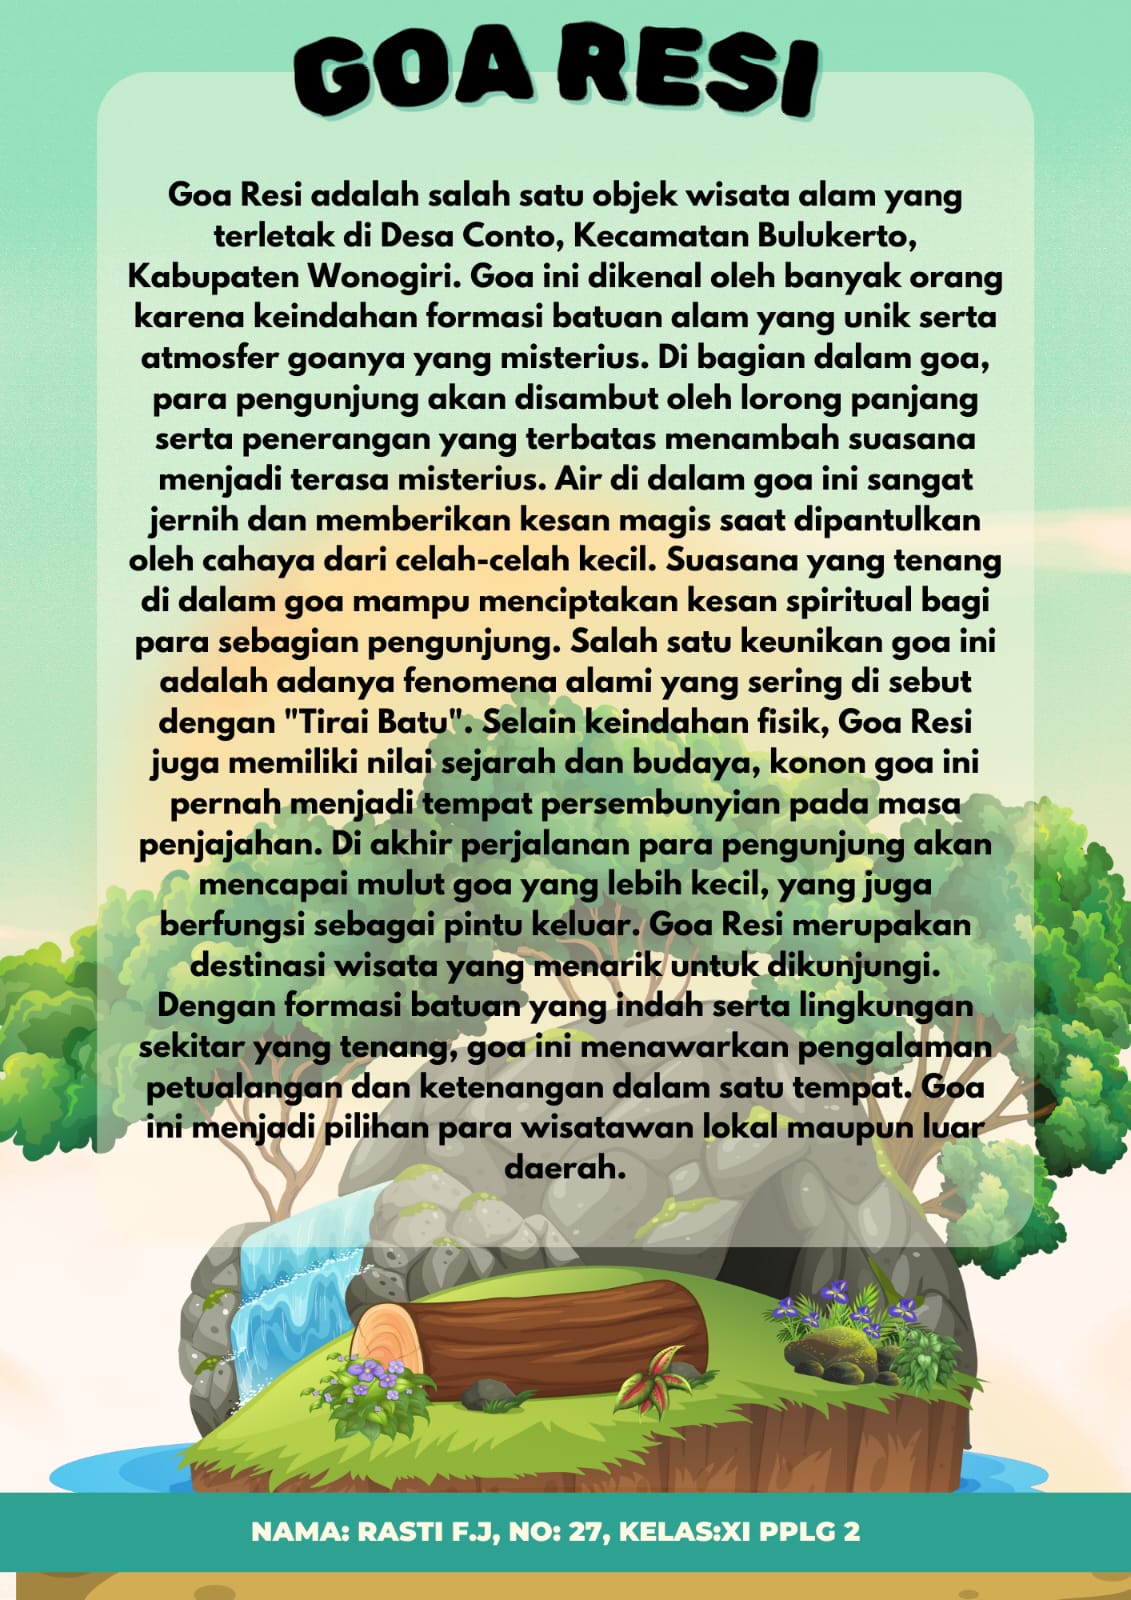 GOA RESI
Goa Resi adalah salah satu objek wisata alam yang
terletak di Desa Conto, Kecamatan Bulukerto,
Kabupaten Wonogiri. Goa ini dikenal oleh banyak orang
karena keindahan formasi batuan alam yang unik serta
atmosfer goanya yang misterius. Di bagian dalam goa,
para pengunjung akan disambut oleh lorong panjang
serta penerangan yang terbatas menambah suasana
menjadi terasa misterius. Air di dalam goa ini sangat
jernih dan memberikan kesan magis saat dipantulkan
oleh cahaya dari celah-celah kecil. Suasana yang tenang
di dalam goa mampu menciptakan kesan spiritual bagi
para sebagian pengunjung. Salah satu keunikan goa ini
adalah adanya fenomena alami yang sering di sebut
dengan "Tirai Batu". Selain keindahan fisik, Goa Resi
juga memiliki nilai sejarah dan budaya, konon goa ini
pernah menjadi tempat persembunyian pada masa
penjajahan. Di akhir perjalanan para pengunjung akan
mencapai mulut goa yang lebih kecil, yang juga
berfungsi sebagai pintu keluar. Goa Resi merupakan
destinasi wisata yang menarik untuk dikunjungi.
Dengan formasi batuan yang indah serta lingkungan
sekitar yang tenang, goa ini menawarkan pengalaman
petualangan dan ketenangan dalam satu tempat. Goa
ini menjadi pilihan para wisatawan lokal maupun luar
daerah.
NAMA: RASTI F.J, NO: 27, KELAS:XI PPLG 2